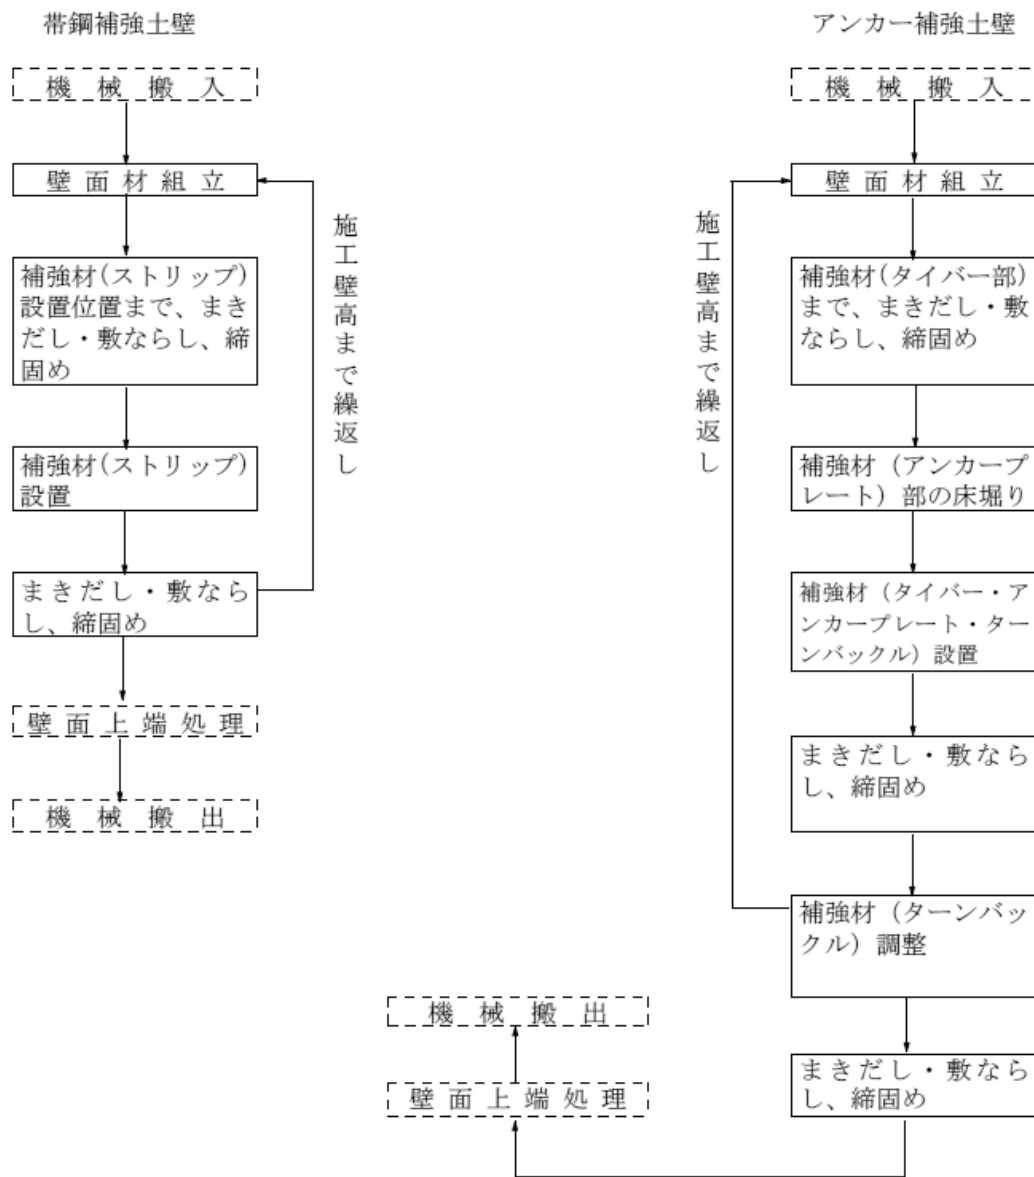 帯鋼補強土壁
機械搬入
壁面材組立
補強材(ストリップ)
設置位置まで、まき
だし・敷ならし、締
固め
補強材(ストリップ)
設置
まきだし・敷なら
し、締固め
壁面上端処理
機械搬出
施工壁高まで繰返し
アンカー補強土壁
機械搬入
壁面材組立
補強材(タイバー部)
まで、まきだし・敷
ならし、締固め
補強材(アンカープ
レート)部の床堀り
補強材(タイバー・ア
ンカープレート・ター
ンバックル)設置
まきだし・敷なら
し、締固め
補強材(ターンバッ
クル)調整
まきだし・敷なら
し、締固め
施工壁高まで繰返し
壁面上端処理
機械搬出